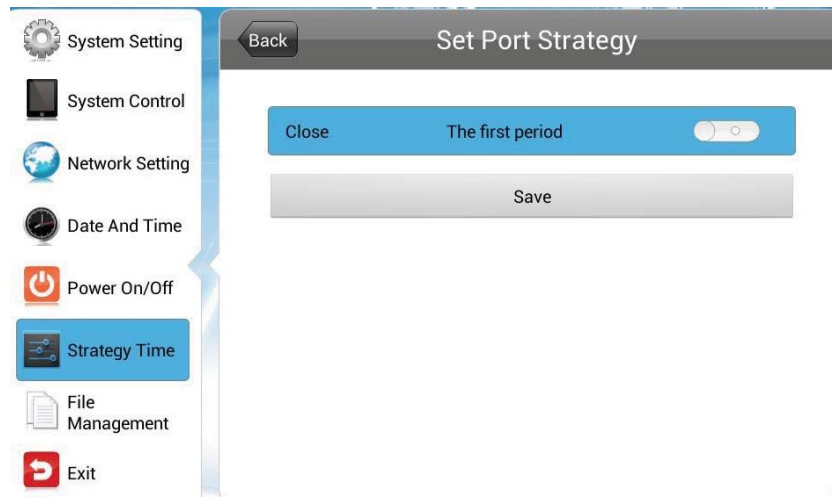 System Setting
System Control
Network Setting
Date And Time
Power On/Off
Strategy Time
File
Management
Exit
Back
Set Port Strategy
Close The first period
Save